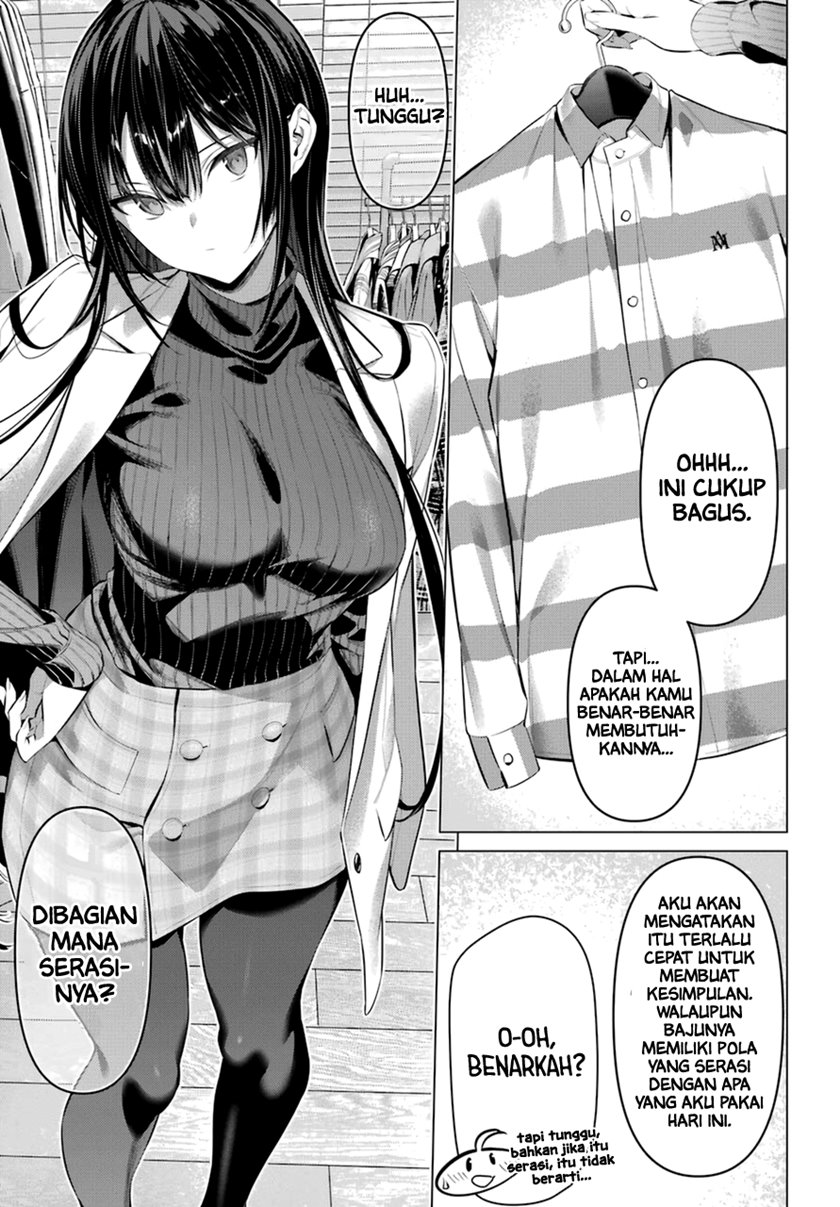 OHHH...
INI CUKUP
BAGUS.
TAPI...
DALAM HAL
APAKAH KAMU
BENAR-BENAR
MEMBUTUH-
KANNYA...
AKU AKAN
MENGATAKAN
ITU TERLALU
CEPAT UNTUK
MEMBUAT
KESIMPULAN.
WALAUPUN
BAJUNYA
MEMILIKI POLA
YANG SERASI
DENGAN APA
YANG AKU PAKAI
HARI INI.
O-OH,
BENARKAH?
tapi tunggu,
bahkan jika itu
serasi, itu tidak
berarti...
HUH...
TUNGGU?
DIBAGIAN
MANA
SERASI-
NYA?